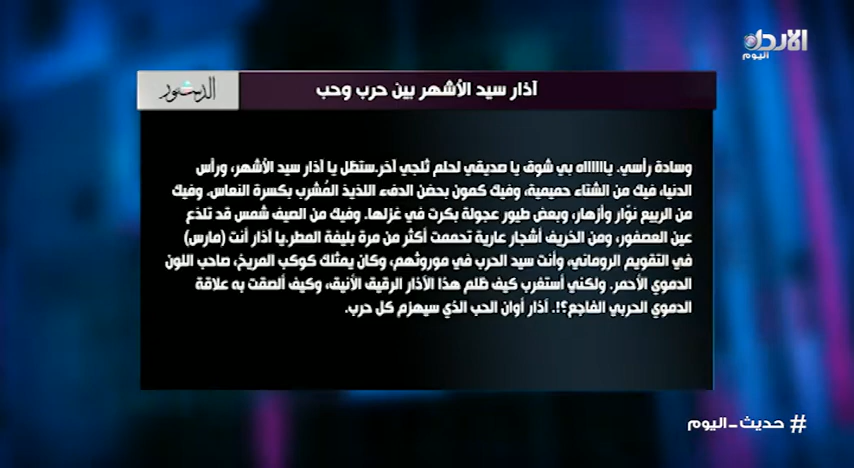 الاردن
اليوم
آذار سيد الأشهر بين حرب وحب
الدستور
وسادة رأسي. ياااااه بي شوق يا صديقي لحلم ثلجي آخر.ستظل يا آذار سيد الأشهر، ورأس
الدنيا، فيك من الشتاء حميمية، وفيك كمون بحضن الدفء اللذيذ المُشرب بكسرة النعاس. وفيك
من الربيع نوّار وأزهار، وبعض طيور عجولة بكرت في غزلها. وفيك من الصيف شمس قد تلذع
عين العصفور، ومن الخريف أشجار عارية تحممت أكثر من مرة بليفة المطر.يا آذار أنت (مارس)
في التقويم الروماني، وأنت سيد الحرب في موروثهم، وكان يمثلك كوكب المريخ، صاحب اللون
الدموي الأحمر. ولكني أستغرب كيف ظلم هذا الآذار الرقيق الأنيق، وكيف ألصقت به علاقة
الدموي الحربي الفاجع؟!. آذار أوان الحب الذي سيهزم كل حرب.
# حديث_اليوم